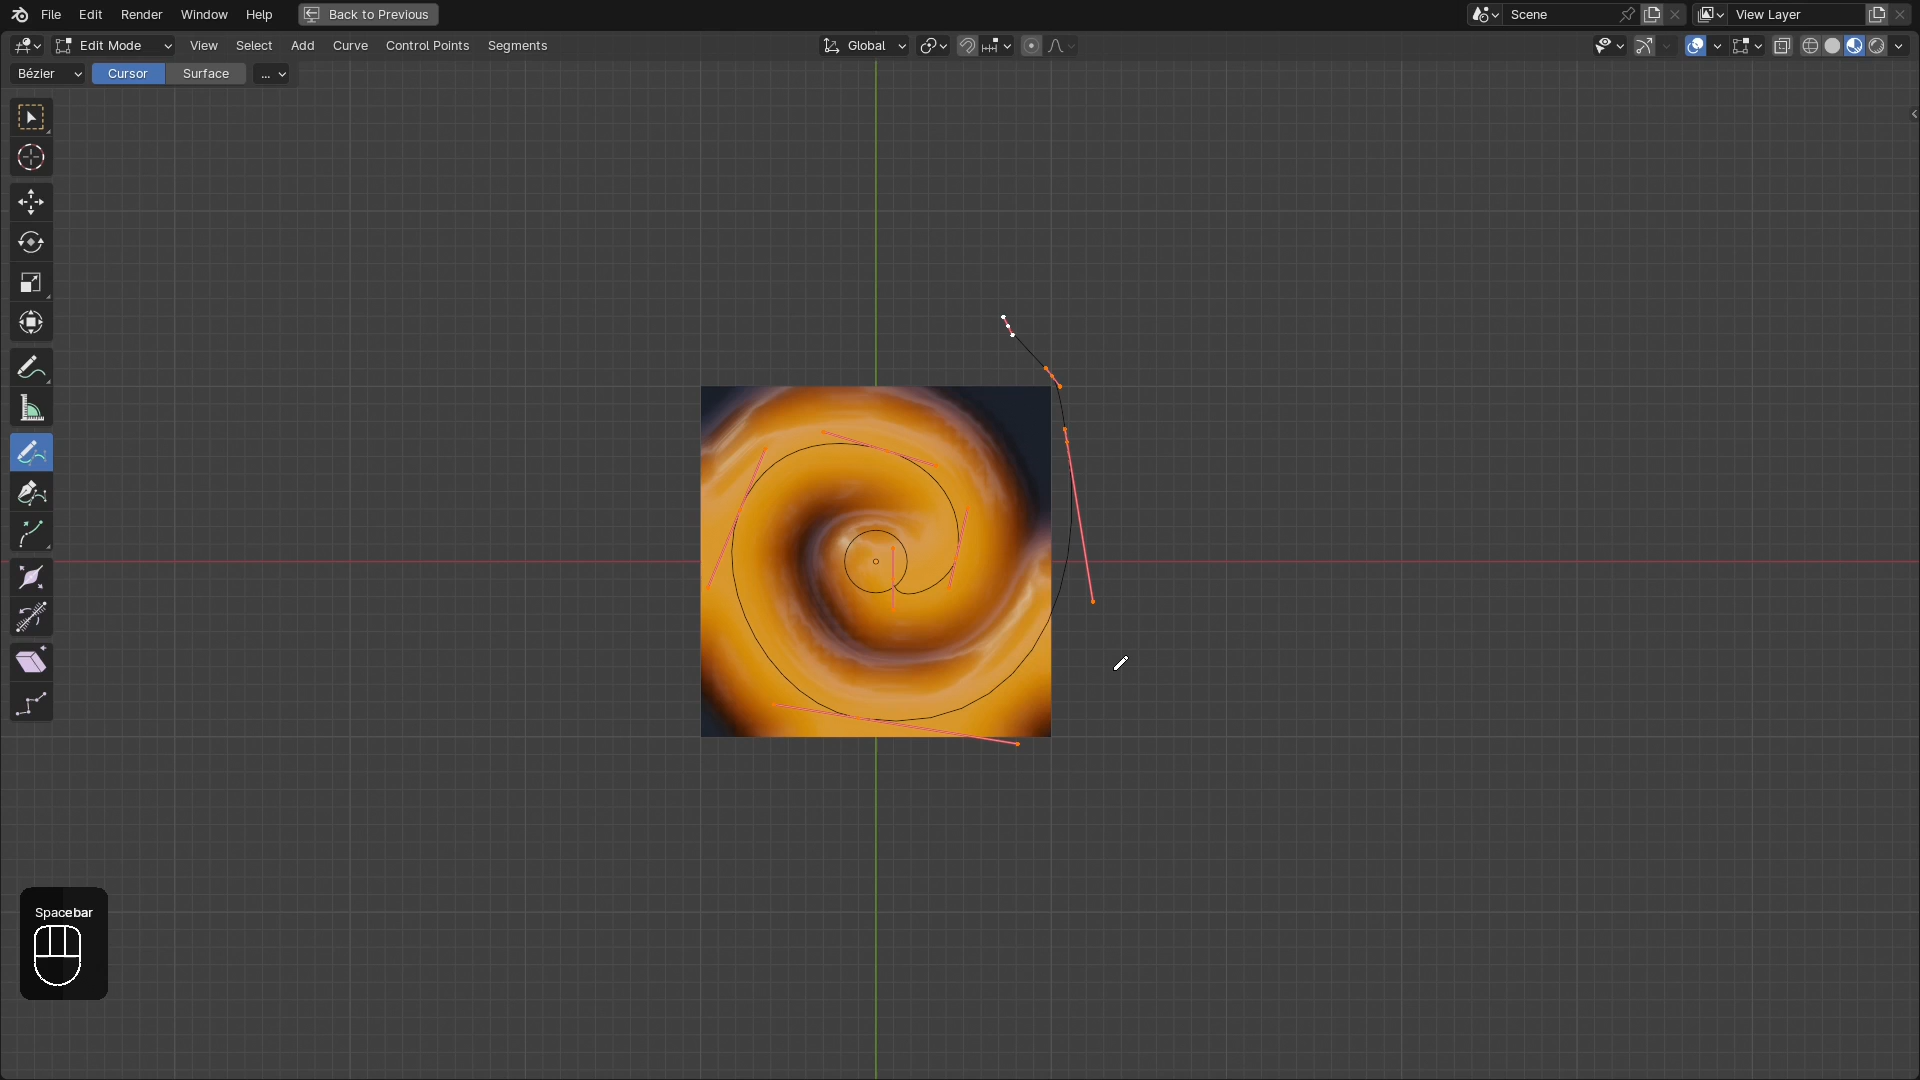 File Edit Render Window Help Back to Previous Scene View Layer
Edit Mode View Select Add Curve Control Points Segments Global
Bézier Cursor Surface ...
Spacebar